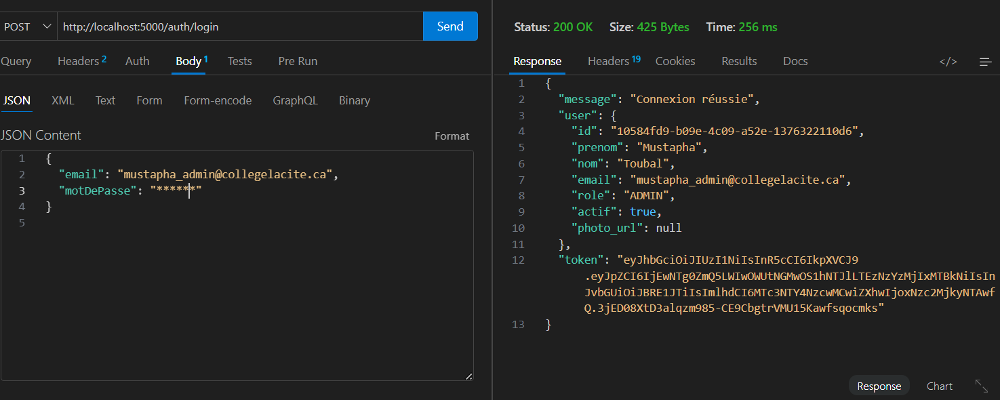 POST http://localhost:5000/auth/login Send
Query Headers 2 Auth Body 1 Tests Pre Run
JSON XML Text Form Form-encode GraphQL Binary
JSON Content Format
1 {
2 "email": "mustapha_admin@collegelacite.ca",
3 "motDePasse": "******"
4 }
5
Status: 200 OK Size: 425 Bytes Time: 256 ms
Response Headers 19 Cookies Results Docs </>
1 {
2 "message": "Connexion réussie",
3 "user": {
4 "id": "10584fd9-b09e-4c09-a52e-1376322110d6",
5 "prenom": "Mustapha",
6 "nom": "Toubal",
7 "email": "mustapha_admin@collegelacite.ca",
8 "role": "ADMIN",
9 "actif": true,
10 "photo_url": null
11 },
12 "token": "eyJhbGciOiJIUzI1NiIsInR5cCI6IkpXVCJ9
.eyJpZCI6IjEwNTg0ZmQ5LWIwOWUtNGMwOS1hNTJlLTEzNzYzMjIxMTBkNiIsIn
JvbGUiOiJBRE1JTiIsImlhdCI6MTc3NTY4NzcwMCwiZXhwIjoxNzc2MjkyNTAwf
Q.3jED08XtD3alqzm985-CE9CbgtrVMU15Kawfsqocmks"
13 }
Response Chart